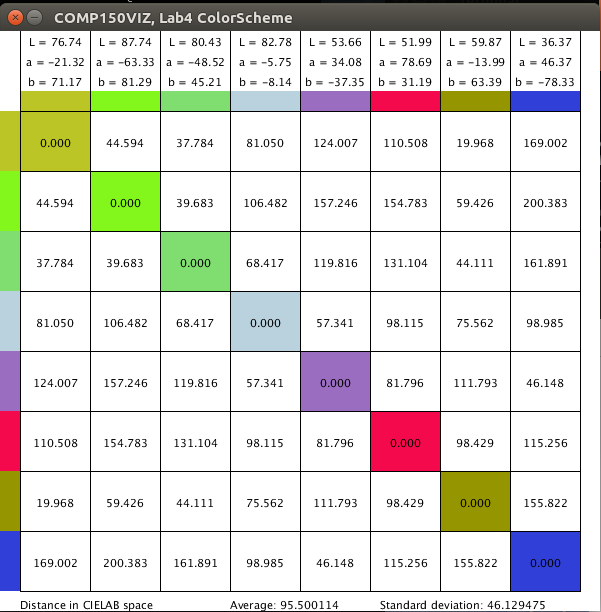 COMP150VIZ, Lab4 ColorScheme
L = 76.74 L = 87.74 L = 80.43 L = 82.78 L = 53.66 L = 51.99 L = 59.87 L = 36.37
a = -21.32 a = -63.33 a = -48.52 a = -5.75 a = 34.08 a = 78.69 a = -13.99 a = 46.37
b = 71.17 b = 81.29 b = 45.21 b = -8.14 b = -37.35 b = 31.19 b = 63.39 b = -78.33
0.000 44.594 37.784 81.050 124.007 110.508 19.968 169.002
44.594 0.000 39.683 106.482 157.246 154.783 59.426 200.383
37.784 39.683 0.000 68.417 119.816 131.104 44.111 161.891
81.050 106.482 68.417 0.000 57.341 98.115 75.562 98.985
124.007 157.246 119.816 57.341 0.000 81.796 111.793 46.148
110.508 154.783 131.104 98.115 81.796 0.000 98.429 115.256
19.968 59.426 44.111 75.562 111.793 98.429 0.000 155.822
169.002 200.383 161.891 98.985 46.148 115.256 155.822 0.000
Distance in CIELAB space Average: 95.500114 Standard deviation: 46.129475